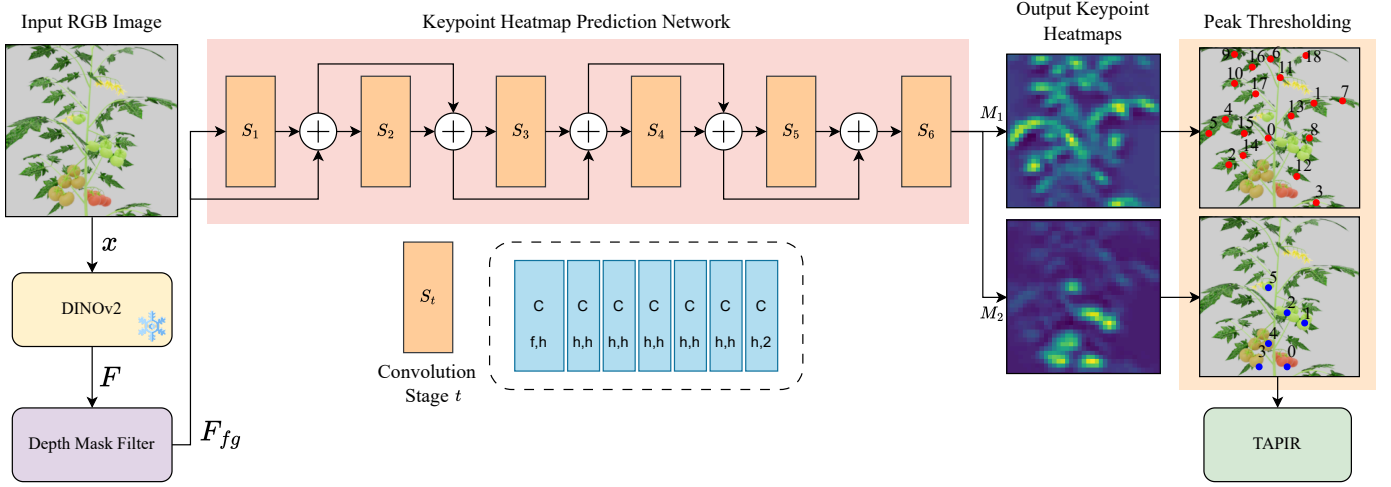 Input RGB Image
Keypoint Heatmap Prediction Network
Output Keypoint
Heatmaps
Peak Thresholding
S1
S2
S3
S4
S5
S6
M1
M2
9
16
6
18
10
11
17
1
7
4
13
5
15
0
8
14
2
12
3
5
2
1
4
3
0
x
DINOv2
F
Depth Mask Filter
Ffg
St
Convolution
Stage t
C
f,h
C
h,h
C
h,h
C
h,h
C
h,h
C
h,h
C
h,2
TAPIR